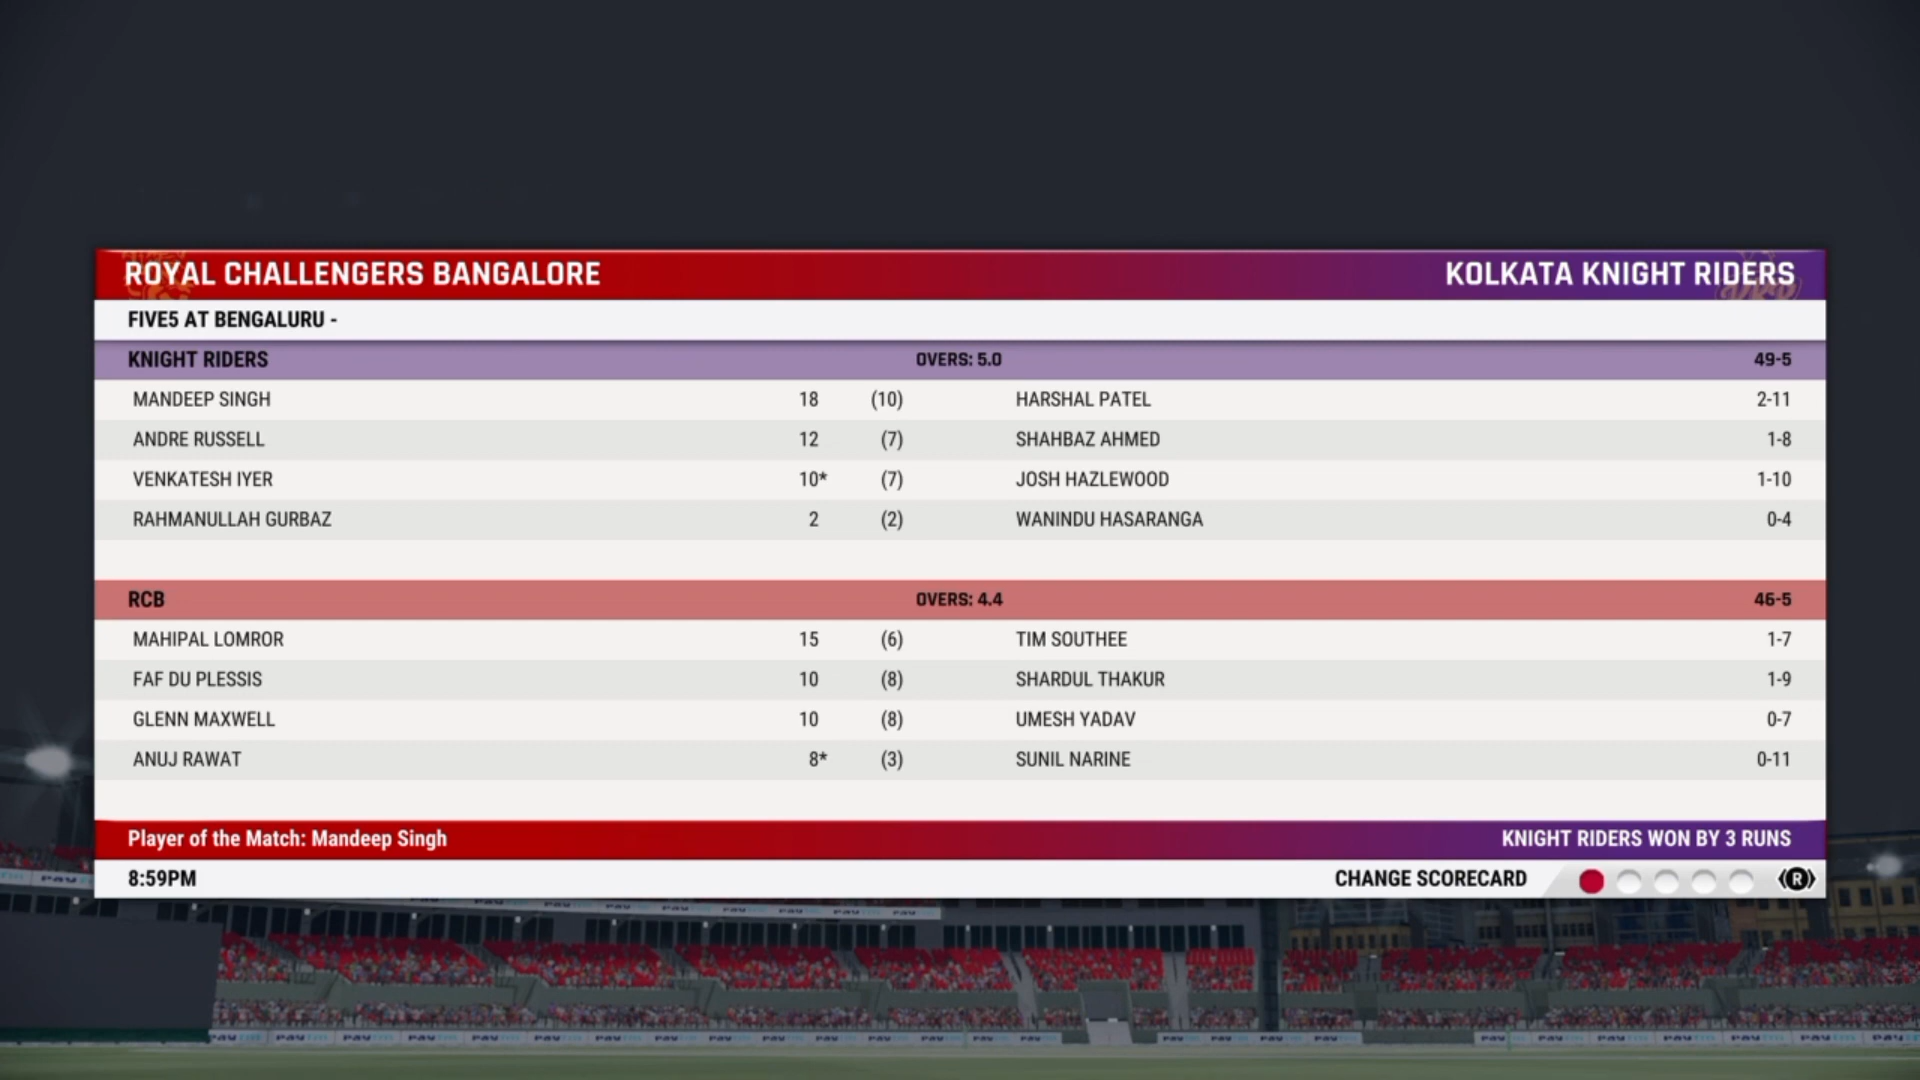 ROYAL CHALLENGERS BANGALORE KOLKATA KNIGHT RIDERS
FIVE5 AT BENGALURU -
KNIGHT RIDERS OVERS: 5.0 49-5
MANDEEP SINGH 18 (10) HARSHAL PATEL 2-11
ANDRE RUSSELL 12 (7) SHAHBAZ AHMED 1-8
VENKATESH IYER 10* (7) JOSH HAZLEWOOD 1-10
RAHMANULLAH GURBAZ 2 (2) WANINDU HASARANGA 0-4
RCB OVERS: 4.4 46-5
MAHIPAL LOMROR 15 (6) TIM SOUTHEE 1-7
FAF DU PLESSIS 10 (8) SHARDUL THAKUR 1-9
GLENN MAXWELL 10 (8) UMESH YADAV 0-7
ANUJ RAWAT 8* (3) SUNIL NARINE 0-11
Player of the Match: Mandeep Singh KNIGHT RIDERS WON BY 3 RUNS
8:59PM CHANGE SCORECARD R